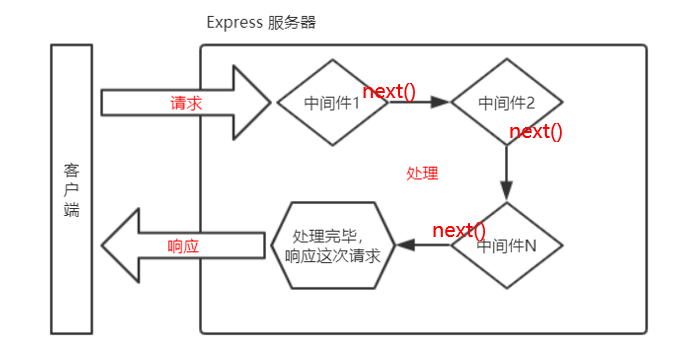 Express 服务器
客户端
请求
中间件1
next()
中间件2
next()
处理
中间件N
next()
处理完毕，
响应这次请求
响应